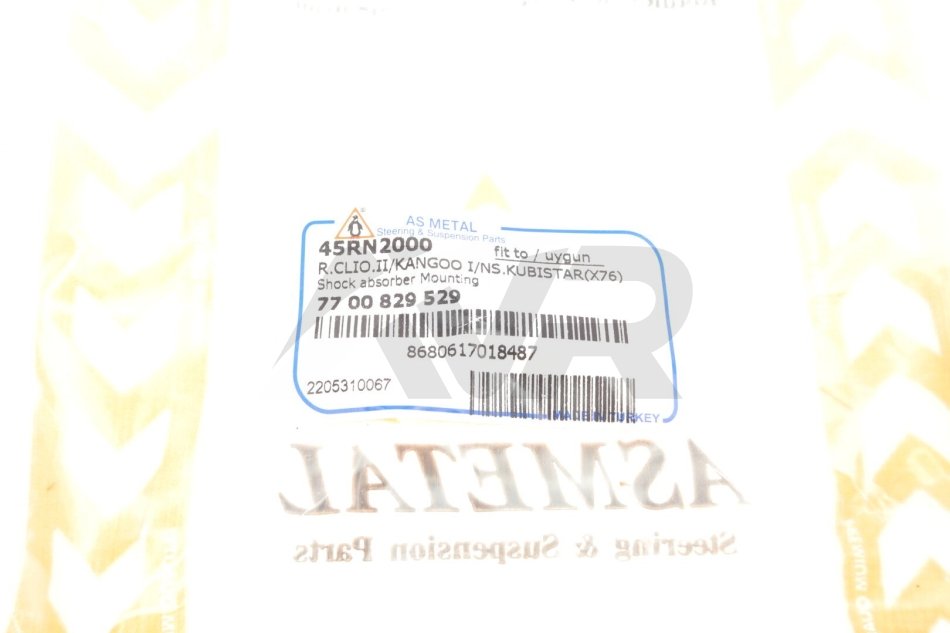 AS METAL
Steering & Suspension Parts
45RN2000 fit to / uygun
R.CLIO.II/KANGOO I/NS.KUBISTAR(X76)
Shock absorber Mounting
77 00 829 529
8680617018487
2205310067
MADE IN TURKEY
AVR
ASMETAL
Steering & Suspension Parts